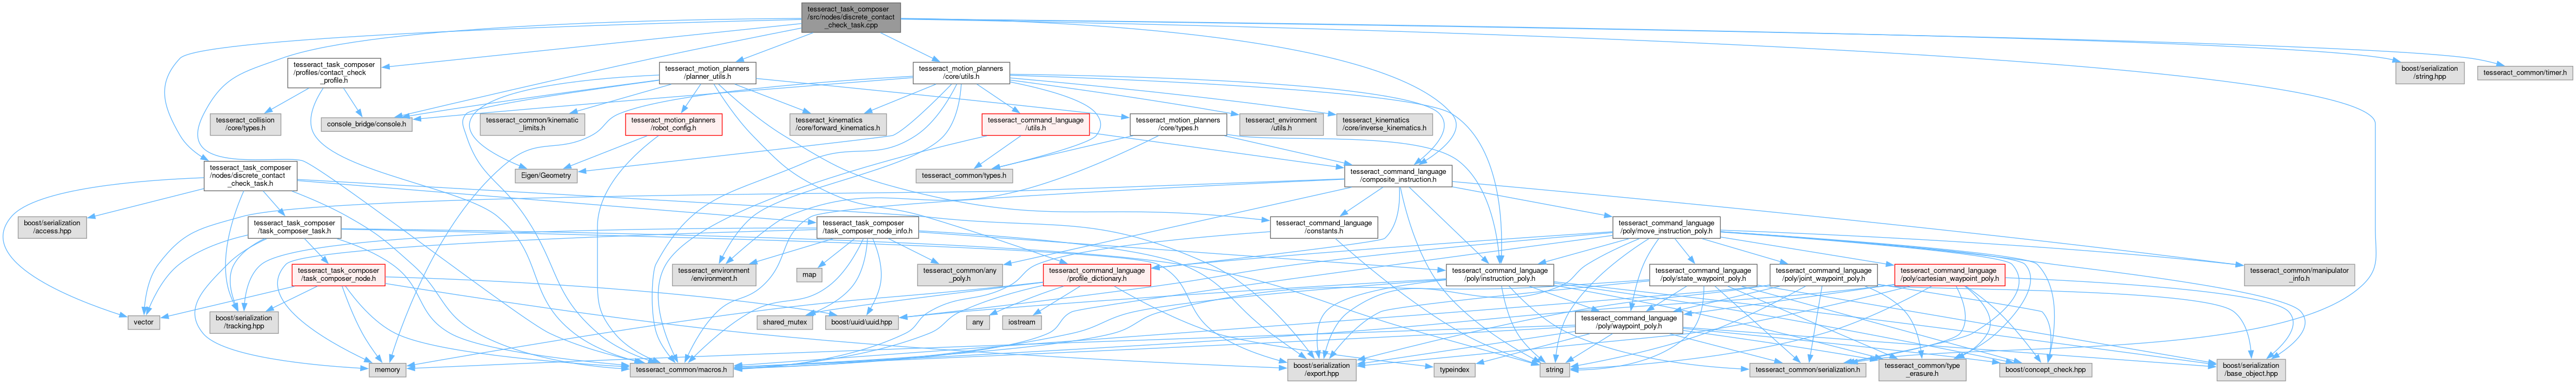 tesseract_task_composer
/src/nodes/discrete_contact
_check_task.cpp
tesseract_task_composer
/profiles/contact_check
_profile.h
tesseract_motion_planners
/planner_utils.h
tesseract_motion_planners
/core/utils.h
boost/serialization
/string.hpp
tesseract_common/timer.h
tesseract_collision
/core/types.h
console_bridge/console.h
tesseract_common/kinematic
_limits.h
tesseract_motion_planners
/robot_config.h
tesseract_kinematics
/core/forward_kinematics.h
tesseract_command_language
/utils.h
tesseract_motion_planners
/core/types.h
tesseract_environment
/utils.h
tesseract_kinematics
/core/inverse_kinematics.h
tesseract_task_composer
/nodes/discrete_contact
_check_task.h
Eigen/Geometry
tesseract_common/types.h
tesseract_command_language
/composite_instruction.h
boost/serialization
/access.hpp
tesseract_task_composer
/task_composer_task.h
tesseract_task_composer
/task_composer_node_info.h
tesseract_command_language
/constants.h
tesseract_command_language
/poly/move_instruction_poly.h
tesseract_task_composer
/task_composer_node.h
tesseract_environment
/environment.h
map
tesseract_common/any
_poly.h
tesseract_command_language
/profile_dictionary.h
tesseract_command_language
/poly/instruction_poly.h
tesseract_command_language
/poly/state_waypoint_poly.h
tesseract_command_language
/poly/joint_waypoint_poly.h
tesseract_command_language
/poly/cartesian_waypoint_poly.h
tesseract_common/manipulator
_info.h
vector
boost/serialization
/tracking.hpp
shared_mutex
boost/uuid/uuid.hpp
any
iostream
tesseract_command_language
/poly/waypoint_poly.h
memory
tesseract_common/macros.h
boost/serialization
/export.hpp
typeindex
string
tesseract_common/serialization.h
tesseract_common/type
_erasure.h
boost/concept_check.hpp
boost/serialization
/base_object.hpp